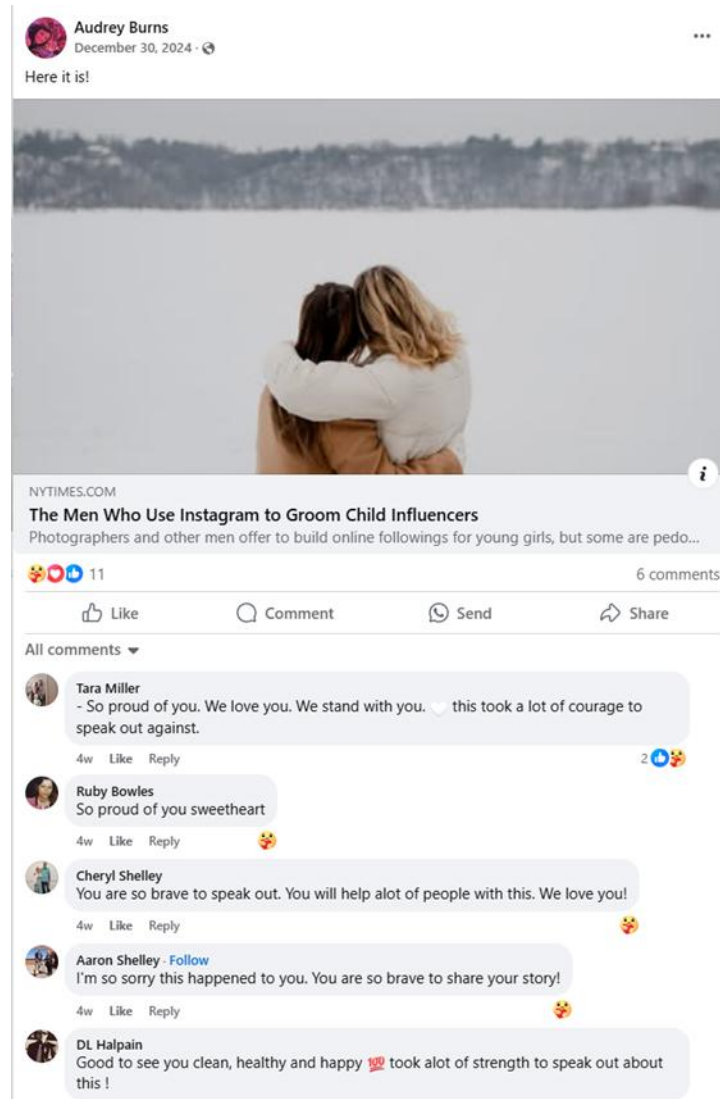 Audrey Burns
December 30, 2024 ·
Here it is!
NYTIMES.COM
The Men Who Use Instagram to Groom Child Influencers
Photographers and other men offer to build online followings for young girls, but some are pedo...
11
6 comments
Like
Comment
Send
Share
All comments
Tara Miller
- So proud of you. We love you. We stand with you. 🤍 this took a lot of courage to
speak out against.
4w Like Reply
2
Ruby Bowles
So proud of you sweetheart
4w Like Reply
Cheryl Shelley
You are so brave to speak out. You will help alot of people with this. We love you!
4w Like Reply
Aaron Shelley · Follow
I'm so sorry this happened to you. You are so brave to share your story!
4w Like Reply
DL Halpain
Good to see you clean, healthy and happy 💯 took alot of strength to speak out about
this !